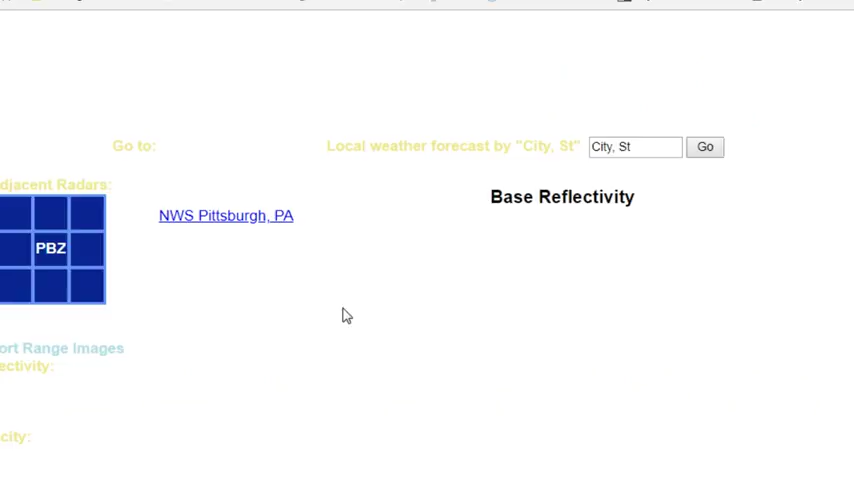 Go to:
Local weather forecast by "City, St"
City, St
Go
djacent Radars:
Base Reflectivity
NWS Pittsburgh, PA
PBZ
ort Range Images
ectivity:
city: